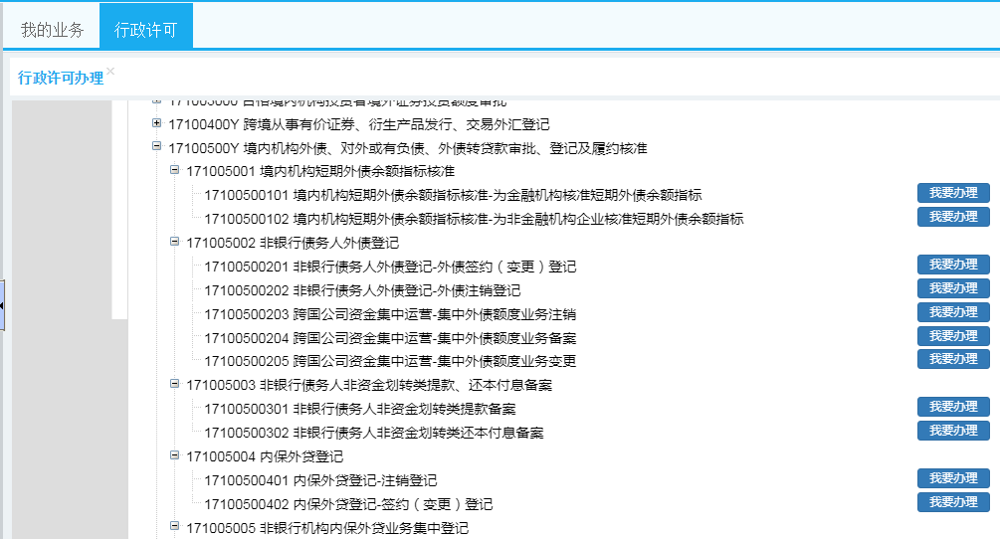 我的业务 行政许可
行政许可办理
171003000 合格境内机构投资者境外证券投资额度审批
17100400Y 跨境从事有价证券、衍生产品发行、交易外汇登记
17100500Y 境内机构外债、对外或有负债、外债转贷款审批、登记及履约核准
171005001 境内机构短期外债余额指标核准
17100500101 境内机构短期外债余额指标核准-为金融机构核准短期外债余额指标 我要办理
17100500102 境内机构短期外债余额指标核准-为非金融机构企业核准短期外债余额指标 我要办理
171005002 非银行债务人外债登记
17100500201 非银行债务人外债登记-外债签约（变更）登记 我要办理
17100500202 非银行债务人外债登记-外债注销登记 我要办理
17100500203 跨国公司资金集中运营-集中外债额度业务注销 我要办理
17100500204 跨国公司资金集中运营-集中外债额度业务备案 我要办理
17100500205 跨国公司资金集中运营-集中外债额度业务变更 我要办理
171005003 非银行债务人非资金划转类提款、还本付息备案
17100500301 非银行债务人非资金划转类提款备案 我要办理
17100500302 非银行债务人非资金划转类还本付息备案 我要办理
171005004 内保外贷登记
17100500401 内保外贷登记-注销登记 我要办理
17100500402 内保外贷登记-签约（变更）登记 我要办理
171005005 非银行机构内保外贷业务集中登记